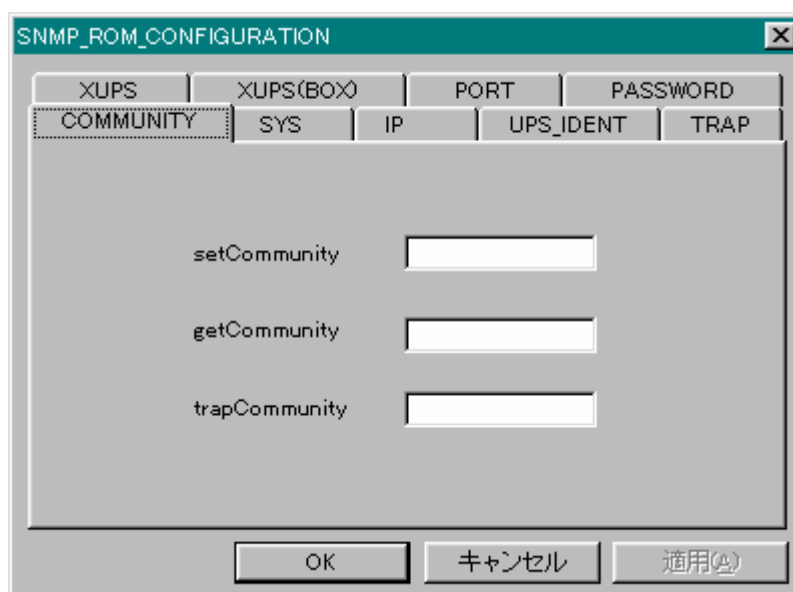 SNMP_ROM_CONFIGURATION
XUPS XUPS(BOX) PORT PASSWORD
COMMUNITY SYS IP UPS_IDENT TRAP
setCommunity
getCommunity
trapCommunity
OK キャンセル 適用(A)